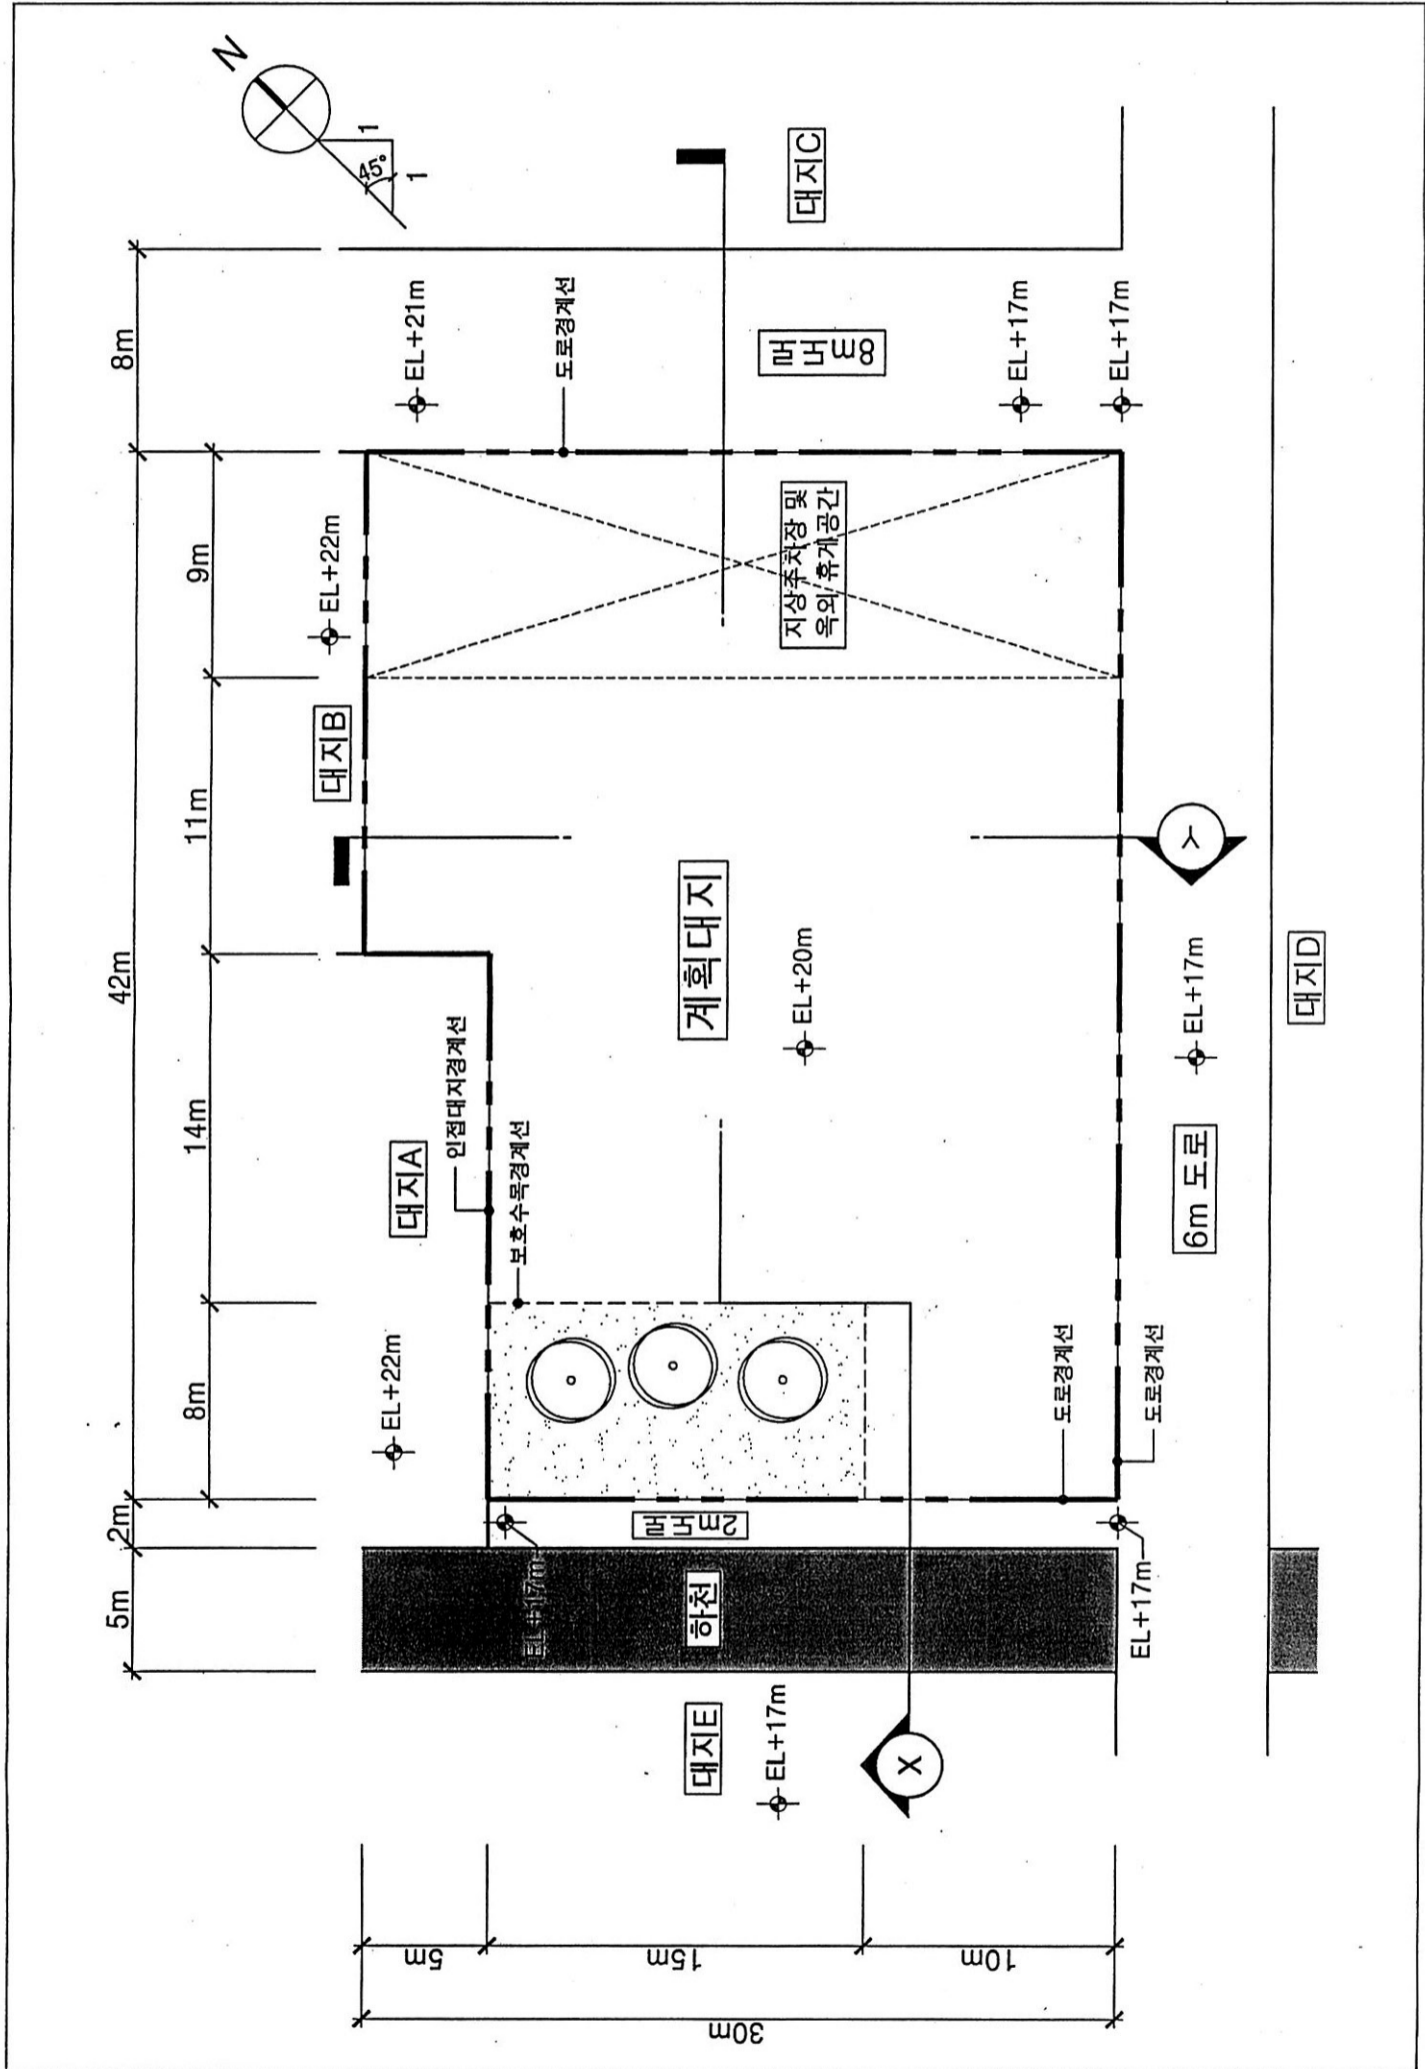 N
1
45°
1
8m
42m
2m
5m
9m
11m
14m
8m
EL+21m
EL+22m
도로경계선
대지C
8m도로
EL+17m
EL+17m
지상주차장 및
옥외 휴게공간
대지B
계획대지
EL+20m
인접대지경계선
대지A
보호수목경계선
EL+22m
Y
EL+17m
대지D
6m 도로
도로경계선
도로경계선
2m도로
EL+17m
하천
EL+17m
대지E
EL+17m
X
5m
15m
10m
30m